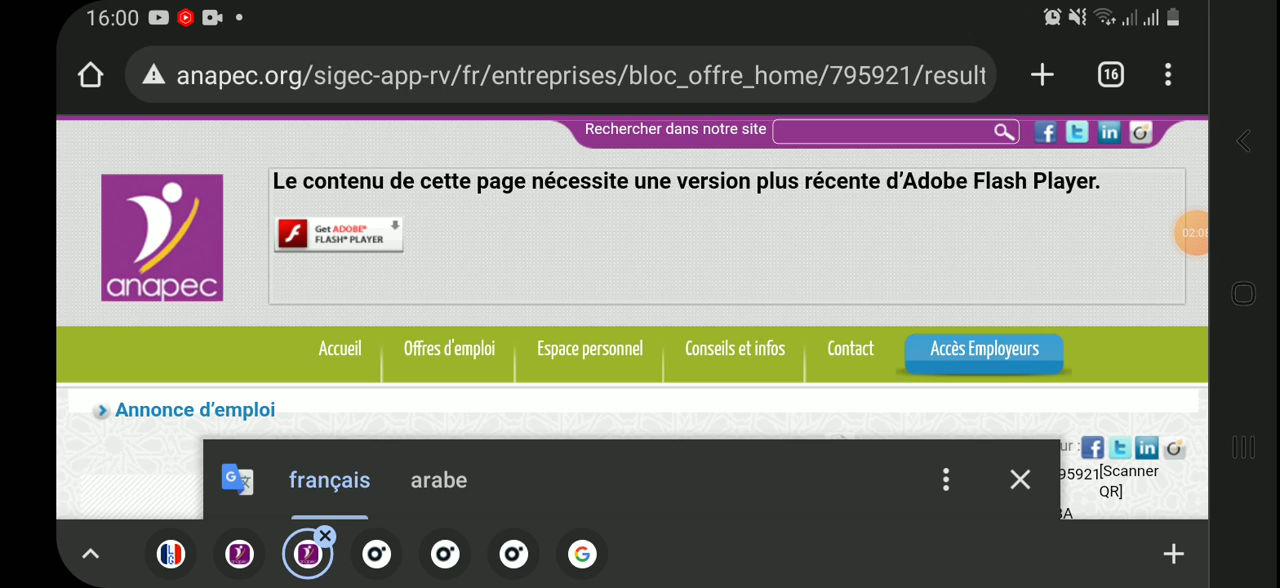 16:00
anapec.org/sigec-app-rv/fr/entreprises/bloc_offre_home/795921/result
16
Rechercher dans notre site
Le contenu de cette page nécessite une version plus récente d'Adobe Flash Player.
Get ADOBE®
FLASH® PLAYER
anapec
02:08
Accueil
Offres d'emploi
Espace personnel
Conseils et infos
Contact
Accès Employeurs
Annonce d'emploi
ur :
95921[Scanner
QR]
français
arabe